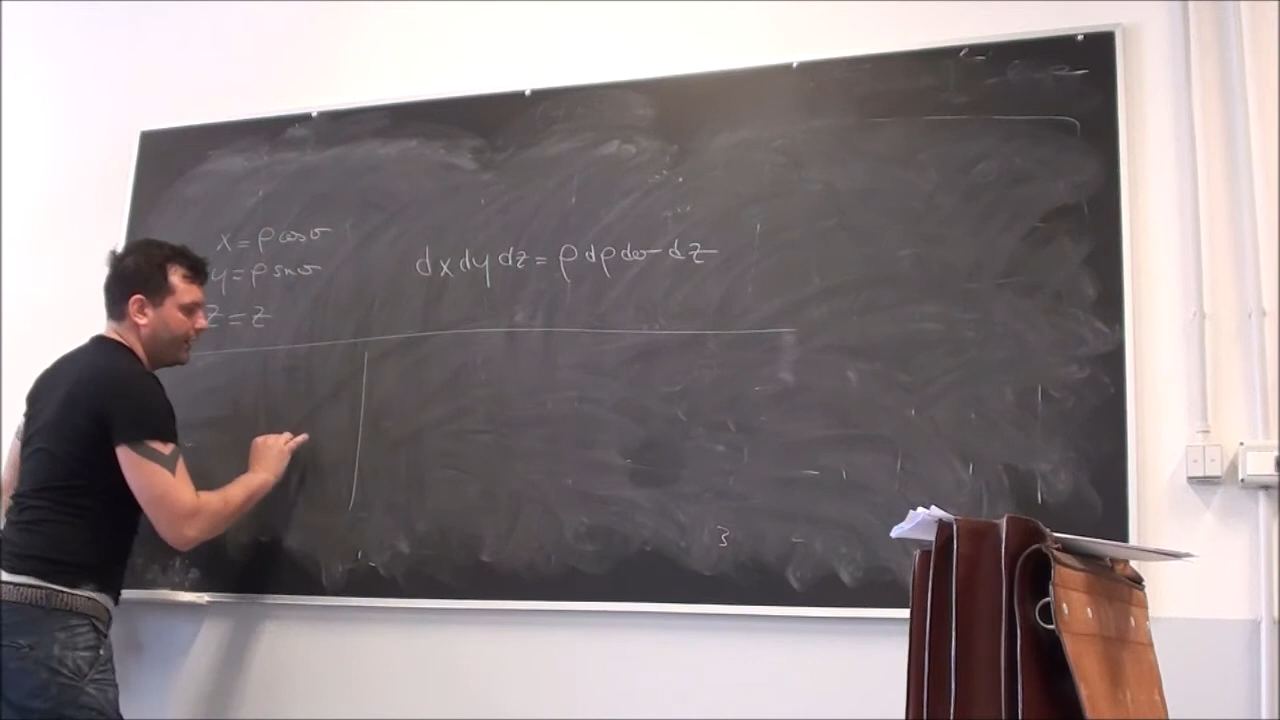 x = ρ cos σ
dx dy dz = ρ dρ dσ dz
y = ρ sin σ
z = z
3